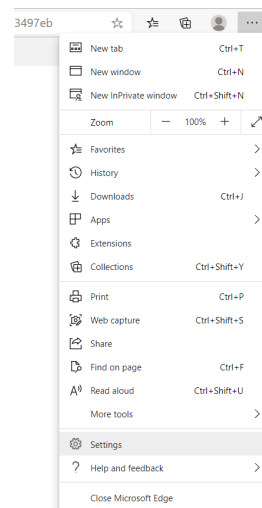 3497eb
New tab Ctrl+T
New window Ctrl+N
New InPrivate window Ctrl+Shift+N
Zoom — 100% +
Favorites
History
Downloads Ctrl+J
Apps
Extensions
Collections Ctrl+Shift+Y
Print Ctrl+P
Web capture Ctrl+Shift+S
Share
Find on page Ctrl+F
Read aloud Ctrl+Shift+U
More tools
Settings
Help and feedback
Close Microsoft Edge